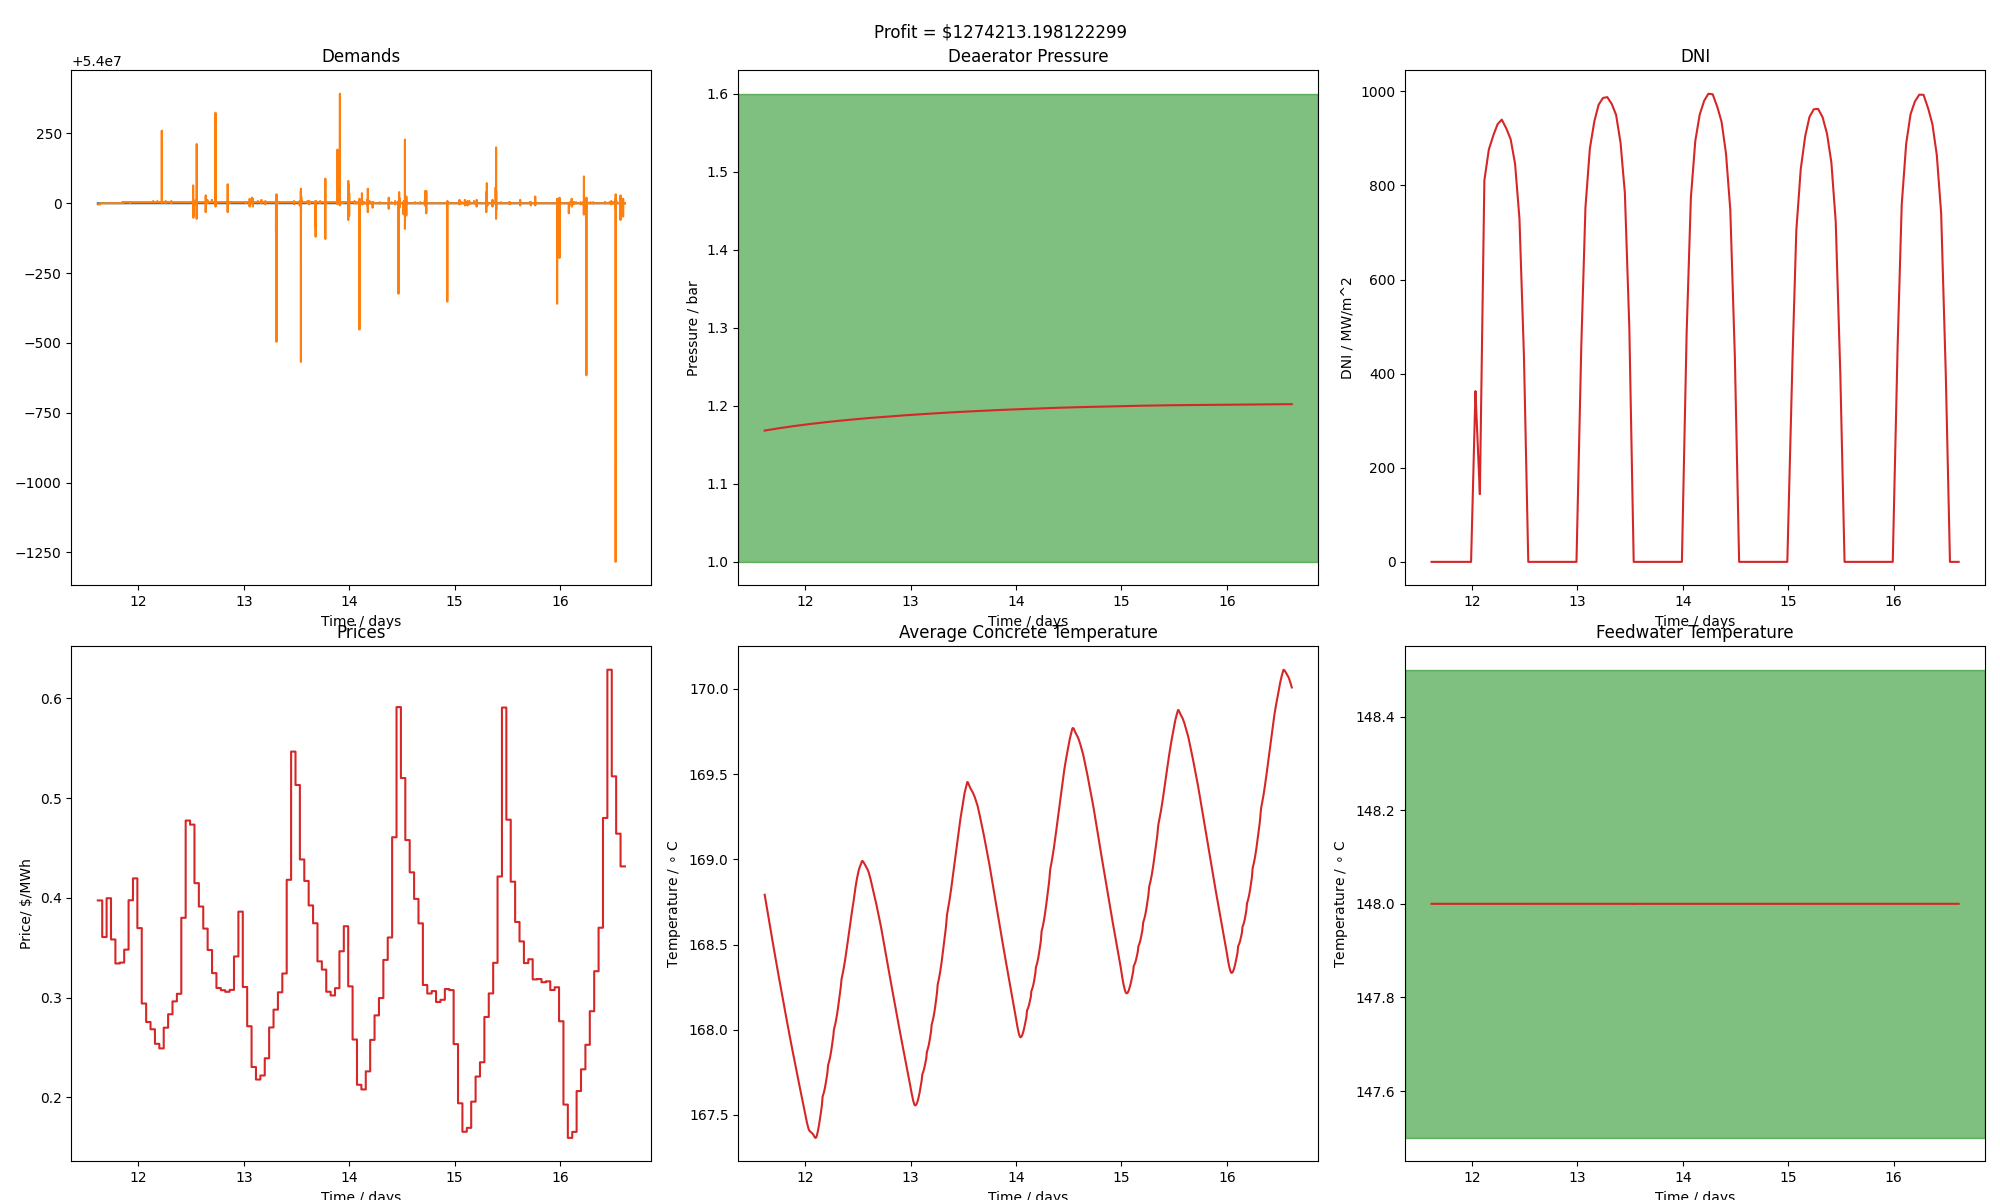 Profit = $1274213.198122299
Demands
+5.4e7
250
0
−250
−500
−750
−1000
−1250
12 13 14 15 16
Time / days
Deaerator Pressure
Pressure / bar
1.6
1.5
1.4
1.3
1.2
1.1
1.0
12 13 14 15 16
Time / days
DNI
DNI / MW/m^2
1000
800
600
400
200
0
12 13 14 15 16
Time / days
Prices
Price/ $/MWh
0.6
0.5
0.4
0.3
0.2
12 13 14 15 16
Time / days
Average Concrete Temperature
Temperature / ∘ C
170.0
169.5
169.0
168.5
168.0
167.5
12 13 14 15 16
Time / days
Feedwater Temperature
Temperature / ∘ C
148.4
148.2
148.0
147.8
147.6
12 13 14 15 16
Time / days